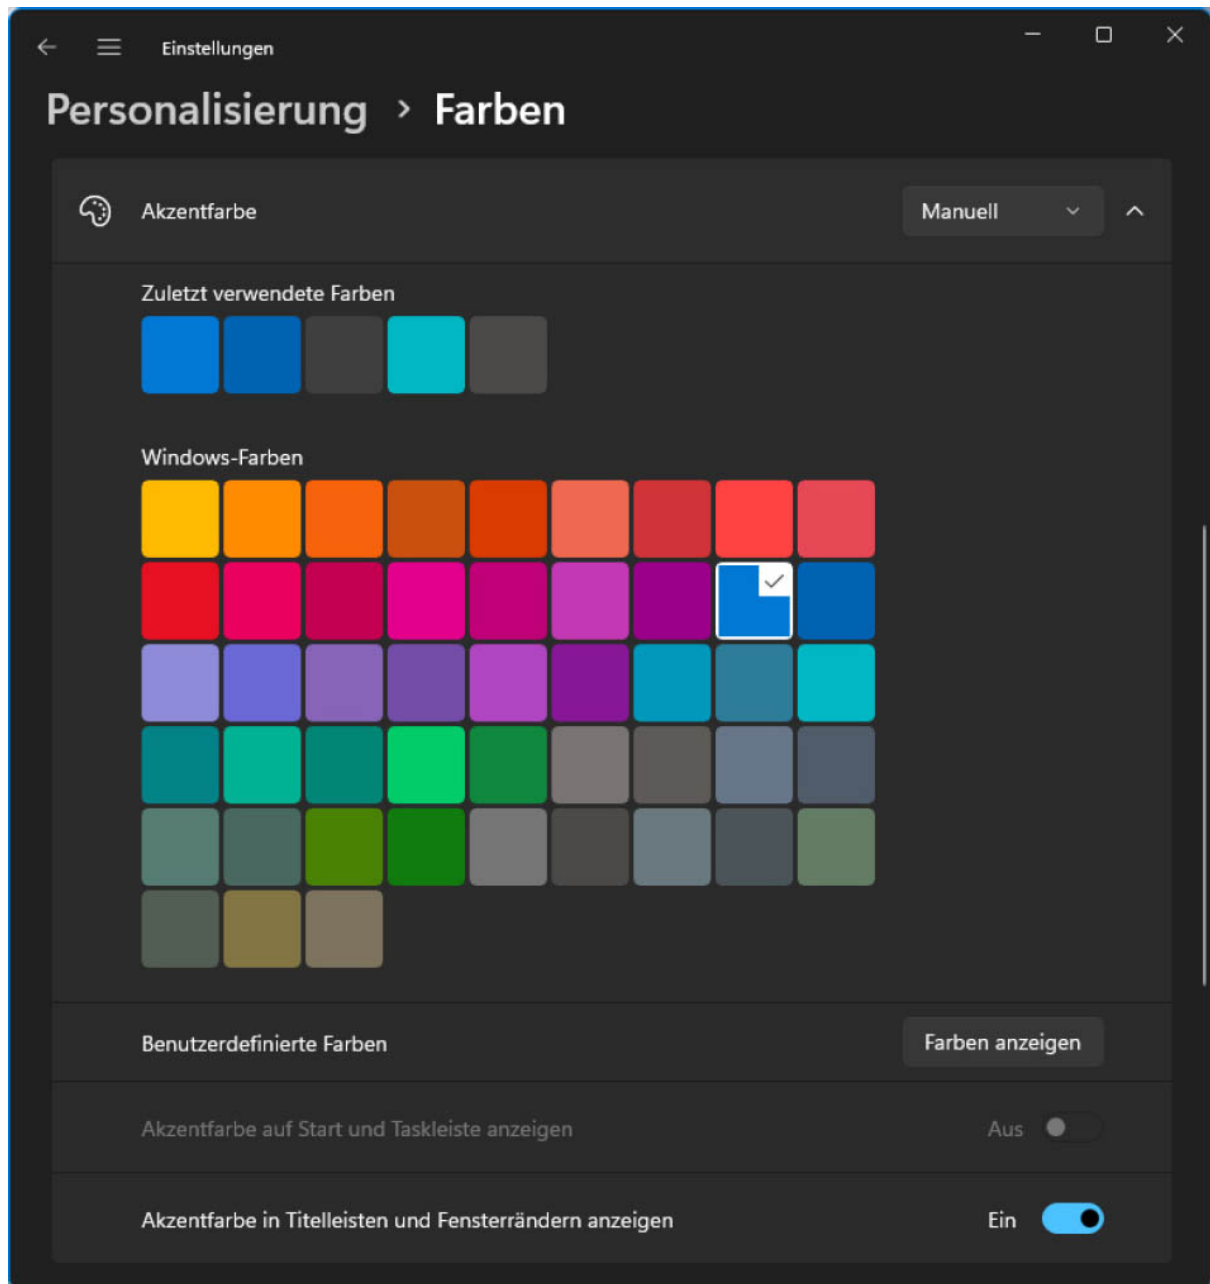 Einstellungen
Personalisierung > Farben
Akzentfarbe
Manuell
Zuletzt verwendete Farben
Windows-Farben
Benutzerdefinierte Farben
Farben anzeigen
Akzentfarbe auf Start und Taskleiste anzeigen
Aus
Akzentfarbe in Titelleisten und Fensterrändern anzeigen
Ein